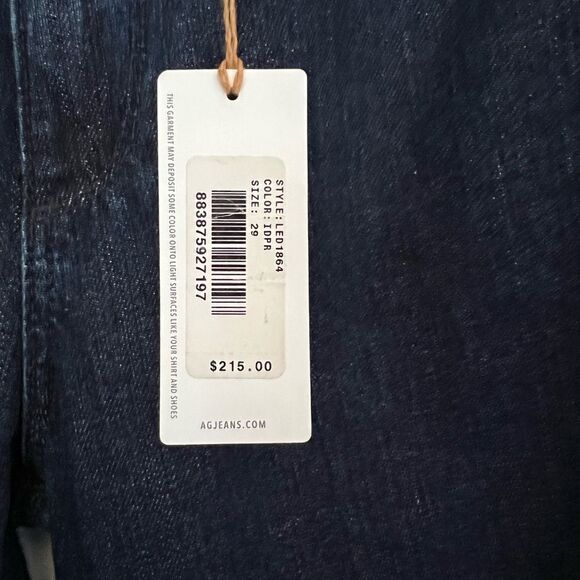 THIS GARMENT MAY DEPOSIT SOME COLOR ONTO LIGHT SURFACES LIKE YOUR SHIRT AND SHOES
STYLE: LED1864
COLOR: IDPR
SIZE: 29
883875927197
$215.00
AGJEANS.COM